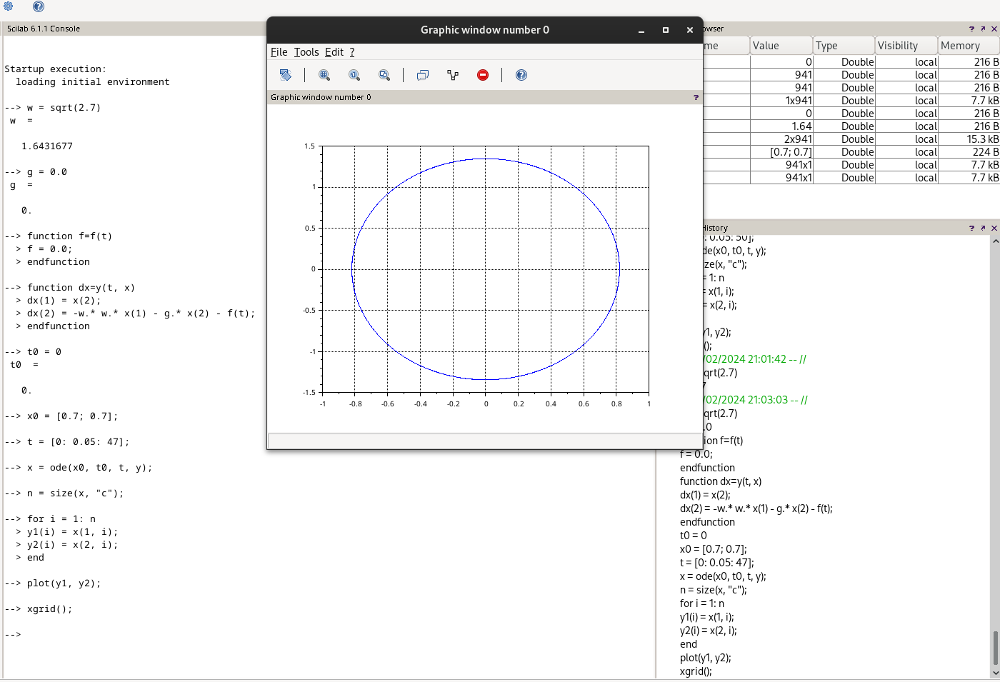 Scilab 6.1.1 Console
Startup execution:
loading initial environment
--> w = sqrt(2.7)
w =
1.6431677
--> g = 0.0
g =
0.
--> function f=f(t)
> f = 0.0;
> endfunction
--> function dx=y(t, x)
> dx(1) = x(2);
> dx(2) = -w.* w.* x(1) - g.* x(2) - f(t);
> endfunction
--> t0 = 0
t0 =
0.
--> x0 = [0.7; 0.7];
--> t = [0: 0.05: 47];
--> x = ode(x0, t0, t, y);
--> n = size(x, "c");
--> for i = 1: n
> y1(i) = x(1, i);
> y2(i) = x(2, i);
> end
--> plot(y1, y2);
--> xgrid();
-->
Graphic window number 0
File Tools Edit ?
Graphic window number 0 ?
1.5
1
0.5
0
-0.5
-1
-1.5
-1 -0.8 -0.6 -0.4 -0.2 0 0.2 0.4 0.6 0.8 1
owser ?
me Value Type Visibility Memory
0 Double local 216 B
941 Double local 216 B
941 Double local 216 B
1x941 Double local 7.7 kB
0 Double local 216 B
1.64 Double local 216 B
2x941 Double local 15.3 kB
[0.7; 0.7] Double local 224 B
941x1 Double local 7.7 kB
941x1 Double local 7.7 kB
History ?
: 0.05: 50];
de(x0, t0, t, y);
ze(x, "c");
= 1: n
= x(1, i);
= x(2, i);
y1, y2);
();
/02/2024 21:01:42 -- //
qrt(2.7)
7
/02/2024 21:03:03 -- //
qrt(2.7)
.0
ion f=f(t)
f = 0.0;
endfunction
function dx=y(t, x)
dx(1) = x(2);
dx(2) = -w.* w.* x(1) - g.* x(2) - f(t);
endfunction
t0 = 0
x0 = [0.7; 0.7];
t = [0: 0.05: 47];
x = ode(x0, t0, t, y);
n = size(x, "c");
for i = 1: n
y1(i) = x(1, i);
y2(i) = x(2, i);
end
plot(y1, y2);
xgrid();